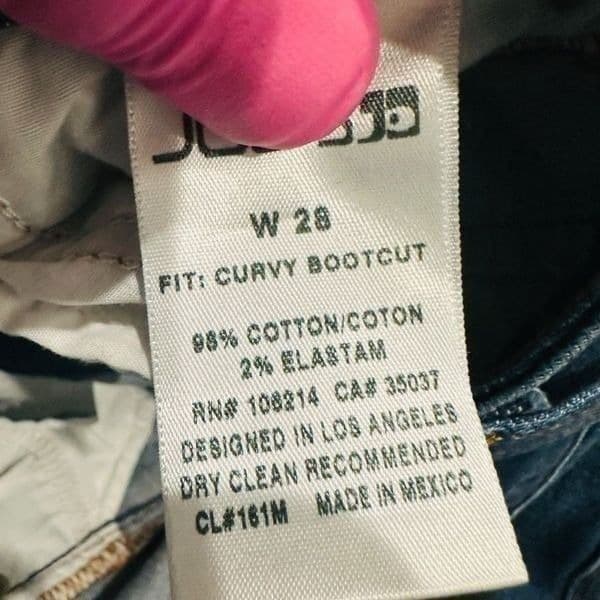 W 28
FIT: CURVY BOOTCUT
98% COTTON/COTON
2% ELASTAM
RN# 106214 CA# 35037
DESIGNED IN LOS ANGELES
DRY CLEAN RECOMMENDED
CL#161M MADE IN MEXICO